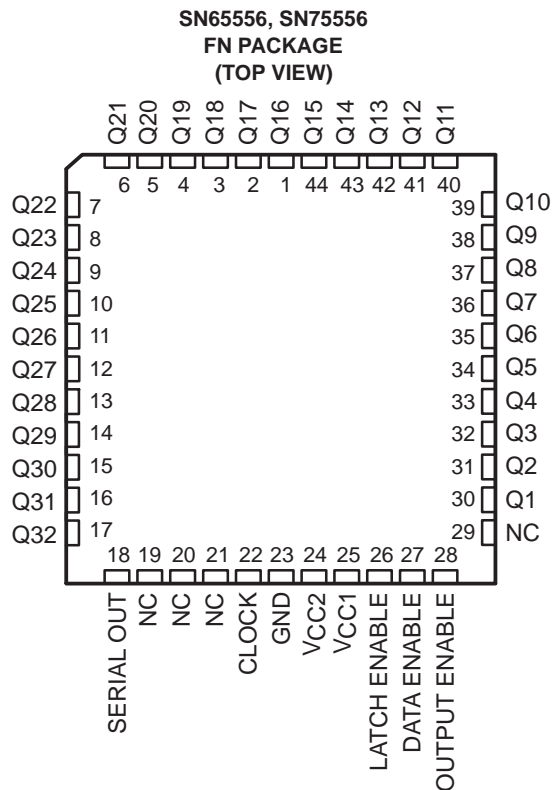 SN65556, SN75556
FN PACKAGE
(TOP VIEW)
Q21 Q20 Q19 Q18 Q17 Q16 Q15 Q14 Q13 Q12 Q11
6 5 4 3 2 1 44 43 42 41 40
Q22 7 39 Q10
Q23 8 38 Q9
Q24 9 37 Q8
Q25 10 36 Q7
Q26 11 35 Q6
Q27 12 34 Q5
Q28 13 33 Q4
Q29 14 32 Q3
Q30 15 31 Q2
Q31 16 30 Q1
Q32 17 29 NC
18 19 20 21 22 23 24 25 26 27 28
SERIAL OUT NC NC NC CLOCK GND VCC2 VCC1 LATCH ENABLE DATA ENABLE OUTPUT ENABLE